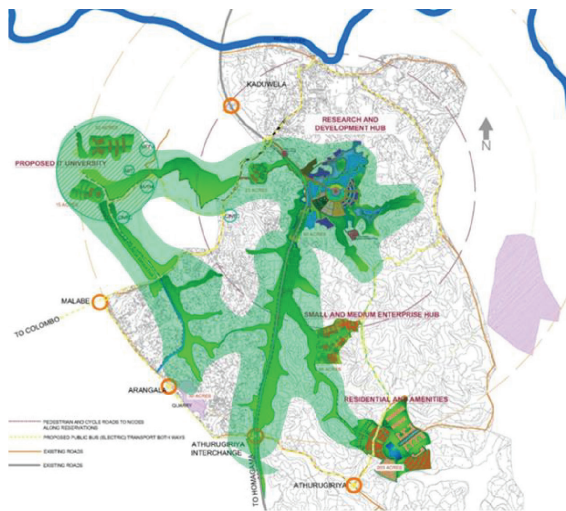 KADUWELA
RESEARCH AND
DEVELOPMENT HUB
N
PROPOSED IT UNIVERSITY
MALABE
TO COLOMBO
SMALL AND MEDIUM ENTERPRISE HUB
ARANGALA
QUARRY
RESIDENTIAL AND AMENITIES
PEDESTRAIN AND CYCLE ROADS TO NODES
ALONG RESERVATIONS
PROPOSED PUBLIC BUS (ELECTRIC) TRANSPORT BOTH WAYS
EXISTING ROADS
EXISTING ROADS
ATHURUGIRIYA
INTERCHANGE
TO HOMAGAMA
ATHURUGIRIYA